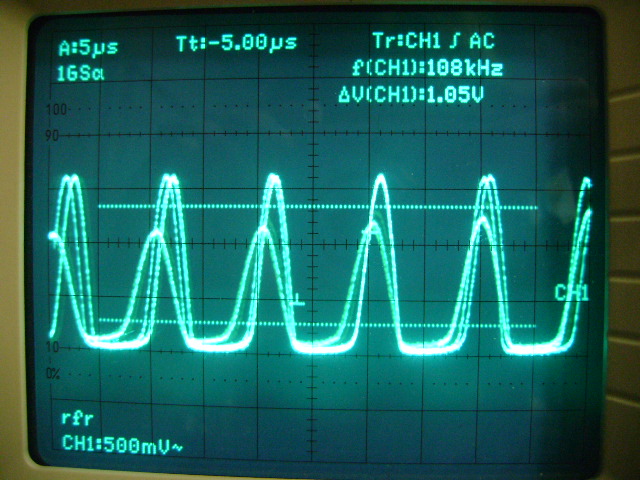 A:5µs Tt:-5.00µs Tr:CH1 ∫ AC
16Sa f(CH1):108kHz
ΔV(CH1):1.05V
100
90
CH1
10
0%
rfr
CH1:500mV~